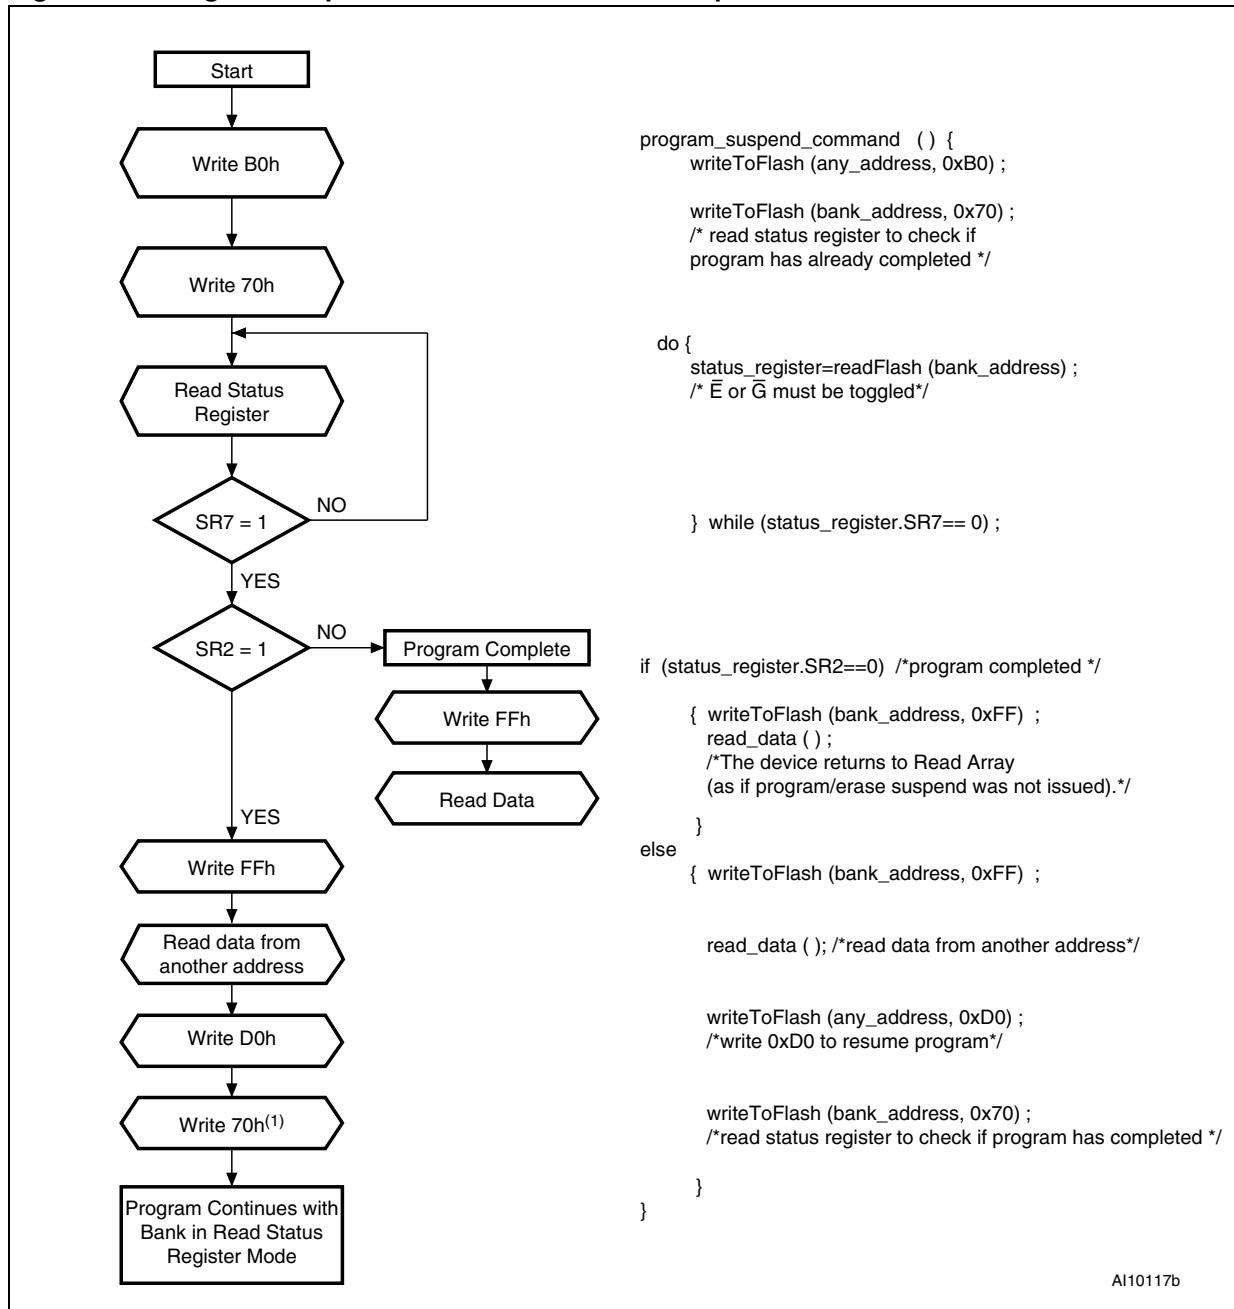 Start
Write B0h
Write 70h
Read Status
Register
SR7 = 1
NO
YES
SR2 = 1
NO
Program Complete
Write FFh
Read Data
YES
Write FFh
Read data from
another address
Write D0h
Write 70h(1)
Program Continues with
Bank in Read Status
Register Mode
program_suspend_command ( ) {
writeToFlash (any_address, 0xB0) ;
writeToFlash (bank_address, 0x70) ;
/* read status register to check if
program has already completed */
do {
status_register=readFlash (bank_address) ;
/* E̅ or G̅ must be toggled*/
} while (status_register.SR7== 0) ;
if (status_register.SR2==0) /*program completed */
{ writeToFlash (bank_address, 0xFF) ;
read_data ( ) ;
/*The device returns to Read Array
(as if program/erase suspend was not issued).*/
}
else
{ writeToFlash (bank_address, 0xFF) ;
read_data ( ); /*read data from another address*/
writeToFlash (any_address, 0xD0) ;
/*write 0xD0 to resume program*/
writeToFlash (bank_address, 0x70) ;
/*read status register to check if program has completed */
}
}
AI10117b